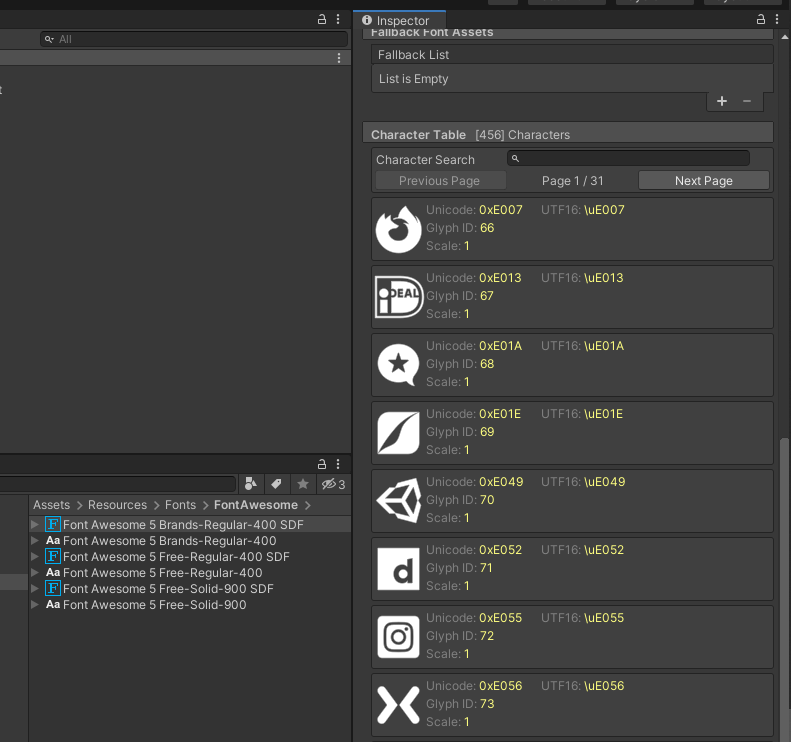 All
t
3
Assets > Resources > Fonts > FontAwesome >
Font Awesome 5 Brands-Regular-400 SDF
Aa Font Awesome 5 Brands-Regular-400
Font Awesome 5 Free-Regular-400 SDF
Aa Font Awesome 5 Free-Regular-400
Font Awesome 5 Free-Solid-900 SDF
Aa Font Awesome 5 Free-Solid-900
Inspector
Fallback Font Assets
Fallback List
List is Empty
+ −
Character Table [456] Characters
Character Search
Previous Page Page 1 / 31 Next Page
Unicode: 0xE007 UTF16: \uE007
Glyph ID: 66
Scale: 1
iDEAL
Unicode: 0xE013 UTF16: \uE013
Glyph ID: 67
Scale: 1
Unicode: 0xE01A UTF16: \uE01A
Glyph ID: 68
Scale: 1
Unicode: 0xE01E UTF16: \uE01E
Glyph ID: 69
Scale: 1
Unicode: 0xE049 UTF16: \uE049
Glyph ID: 70
Scale: 1
d
Unicode: 0xE052 UTF16: \uE052
Glyph ID: 71
Scale: 1
Unicode: 0xE055 UTF16: \uE055
Glyph ID: 72
Scale: 1
Unicode: 0xE056 UTF16: \uE056
Glyph ID: 73
Scale: 1